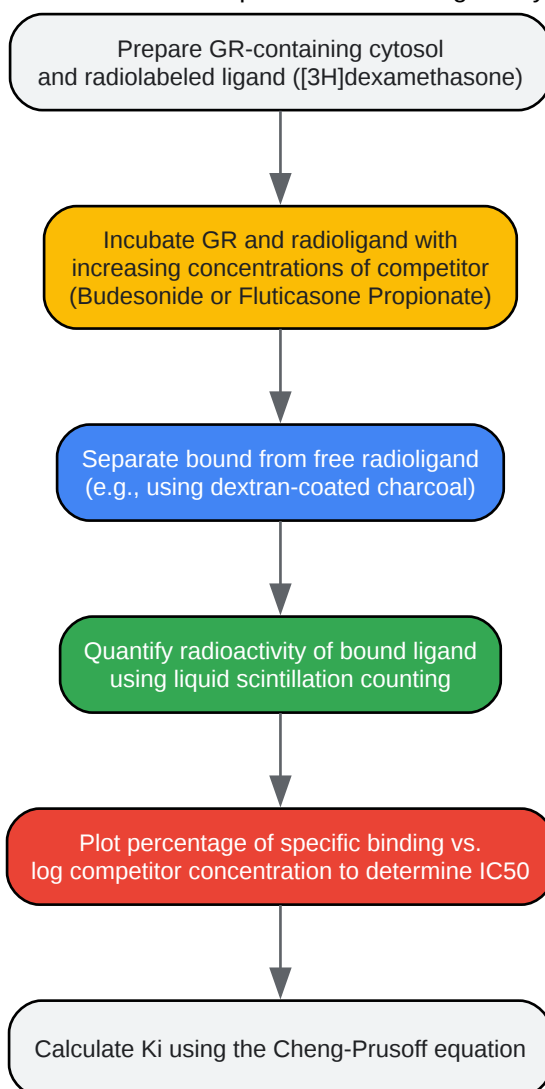 Prepare GR-containing cytosol
and radiolabeled ligand ([3H]dexamethasone)
Incubate GR and radioligand with
increasing concentrations of competitor
(Budesonide or Fluticasone Propionate)
Separate bound from free radioligand
(e.g., using dextran-coated charcoal)
Quantify radioactivity of bound ligand
using liquid scintillation counting
Plot percentage of specific binding vs.
log competitor concentration to determine IC50
Calculate Ki using the Cheng-Prusoff equation